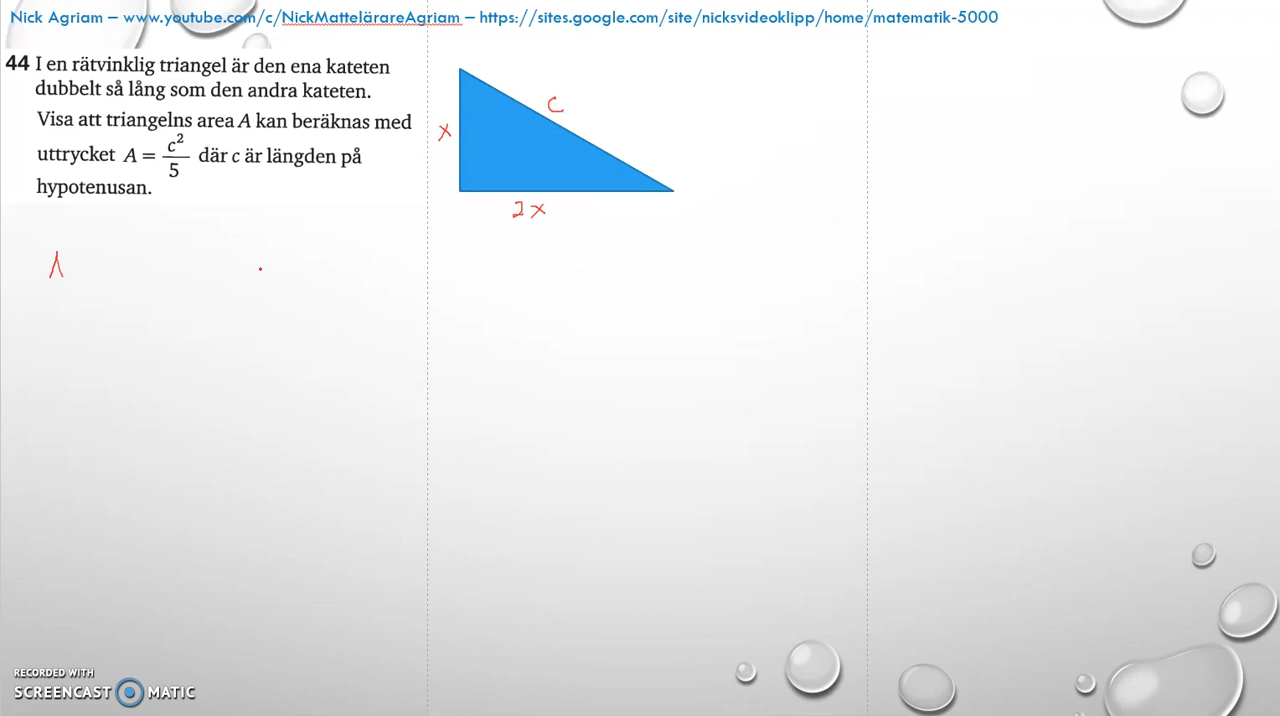 Nick Agriam – www.youtube.com/c/NickMattelärareAgriam – https://sites.google.com/site/nicksvideoklipp/home/matematik-5000
44 I en rätvinklig triangel är den ena kateten
dubbelt så lång som den andra kateten.
Visa att triangelns area A kan beräknas med
uttrycket A = c²/5 där c är längden på
hypotenusan.
c
x
2x
RECORDED WITH
SCREENCAST MATIC